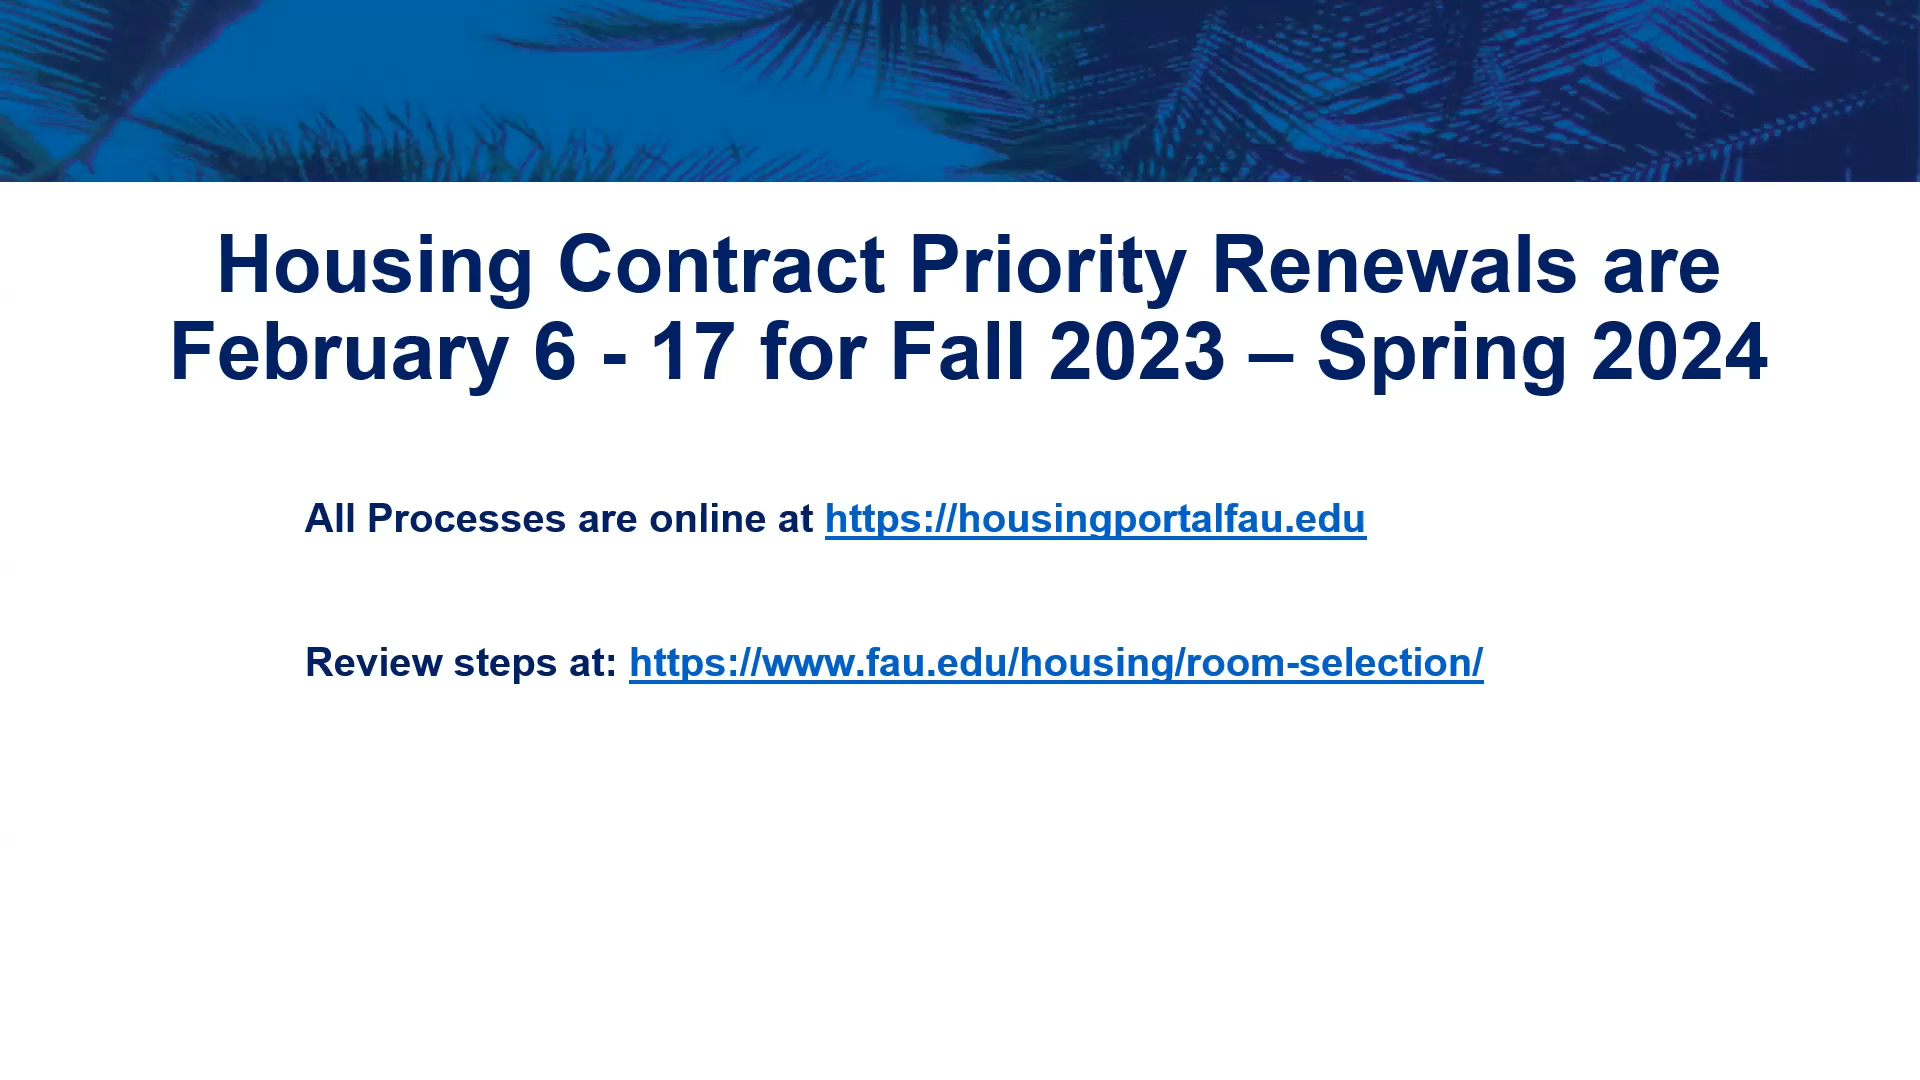 Housing Contract Priority Renewals are
February 6 - 17 for Fall 2023 – Spring 2024
All Processes are online at https://housingportalfau.edu
Review steps at: https://www.fau.edu/housing/room-selection/